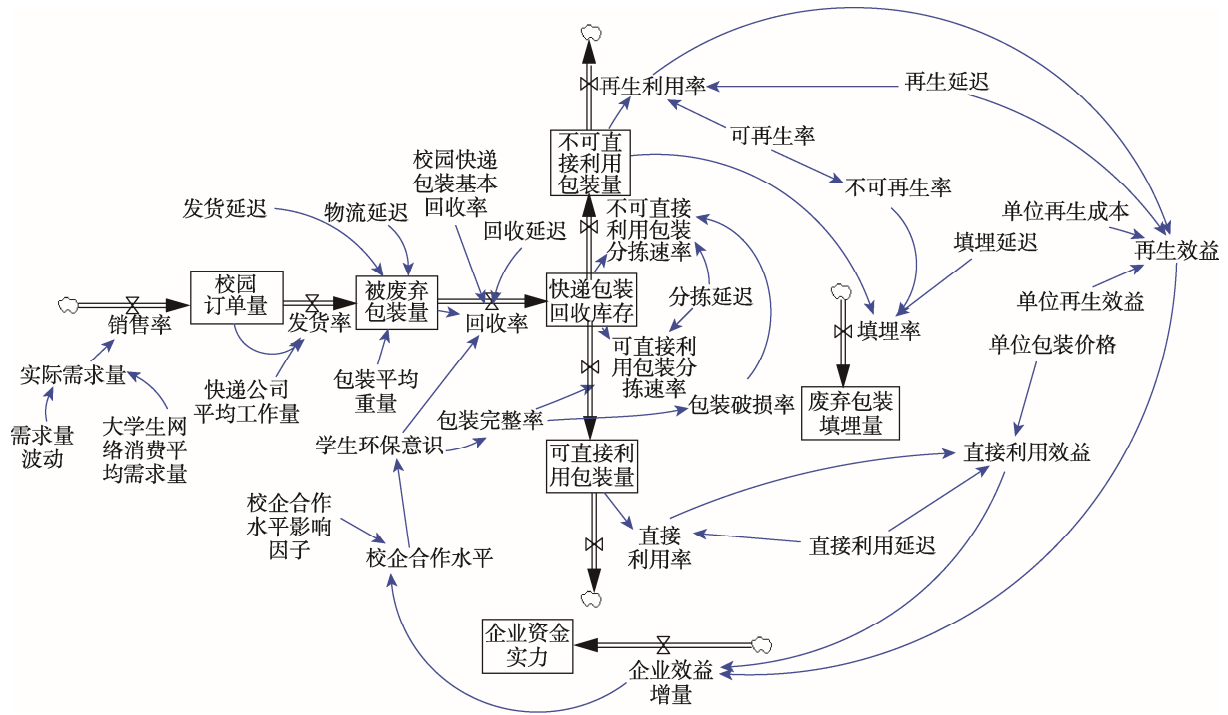 再生利用率
再生延迟
不可直
接利用
包装量
可再生率
校园快递
包装基本
回收率
不可再生率
发货延迟
物流延迟
回收延迟
不可直接
利用包装
分拣速率
单位再生成本
填埋延迟
再生效益
校园
订单量
被废弃
包装量
快递包装
回收库存
分拣延迟
单位再生效益
销售率
发货率
回收率
填埋率
可直接利
用包装分
拣速率
单位包装价格
实际需求量
快递公司
平均工作量
包装平均
重量
包装完整率
包装破损率
废弃包装
填埋量
需求量
波动
大学生网
络消费平
均需求量
学生环保意识
可直接利
用包装量
直接利用效益
校企合作
水平影响
因子
校企合作水平
直接
利用率
直接利用延迟
企业资金
实力
企业效益
增量